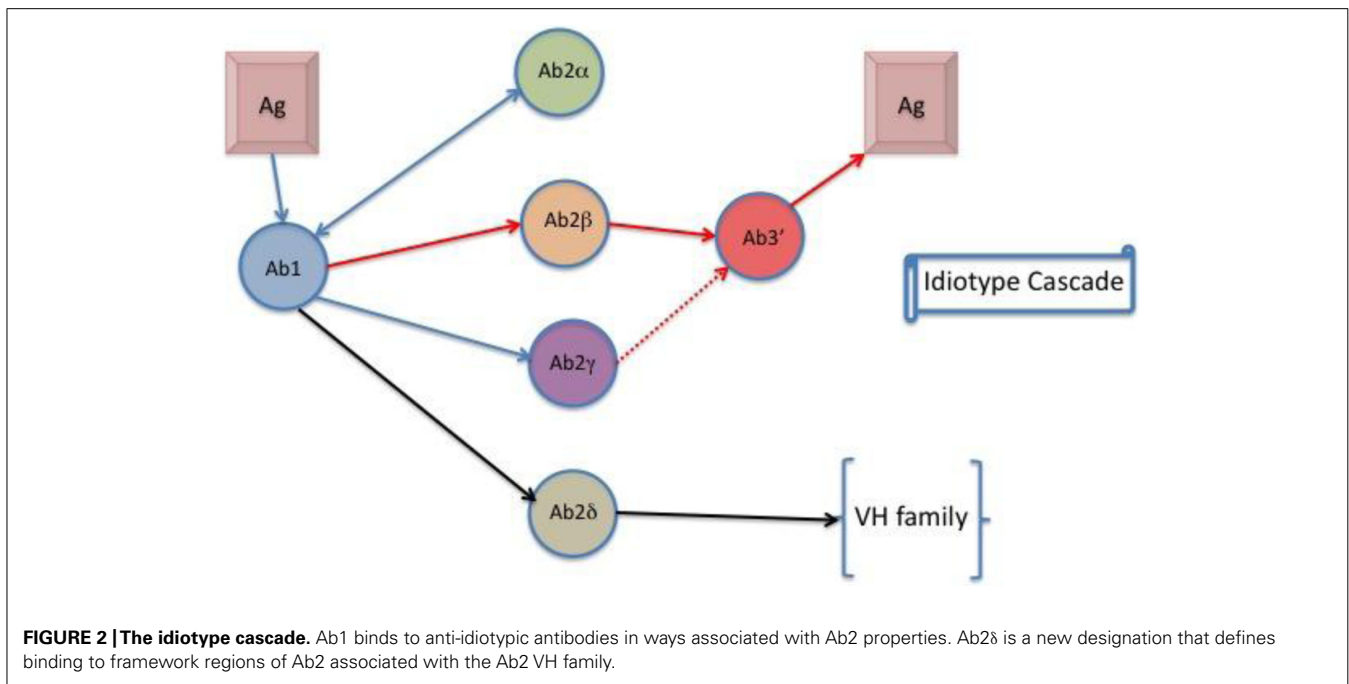 Ag
Ab2α
Ag
Ab1
Ab2β
Ab3′
Idiotype Cascade
Ab2γ
Ab2δ
VH family
FIGURE 2 | The idiotype cascade. Ab1 binds to anti-idiotypic antibodies in ways associated with Ab2 properties. Ab2δ is a new designation that defines
binding to framework regions of Ab2 associated with the Ab2 VH family.